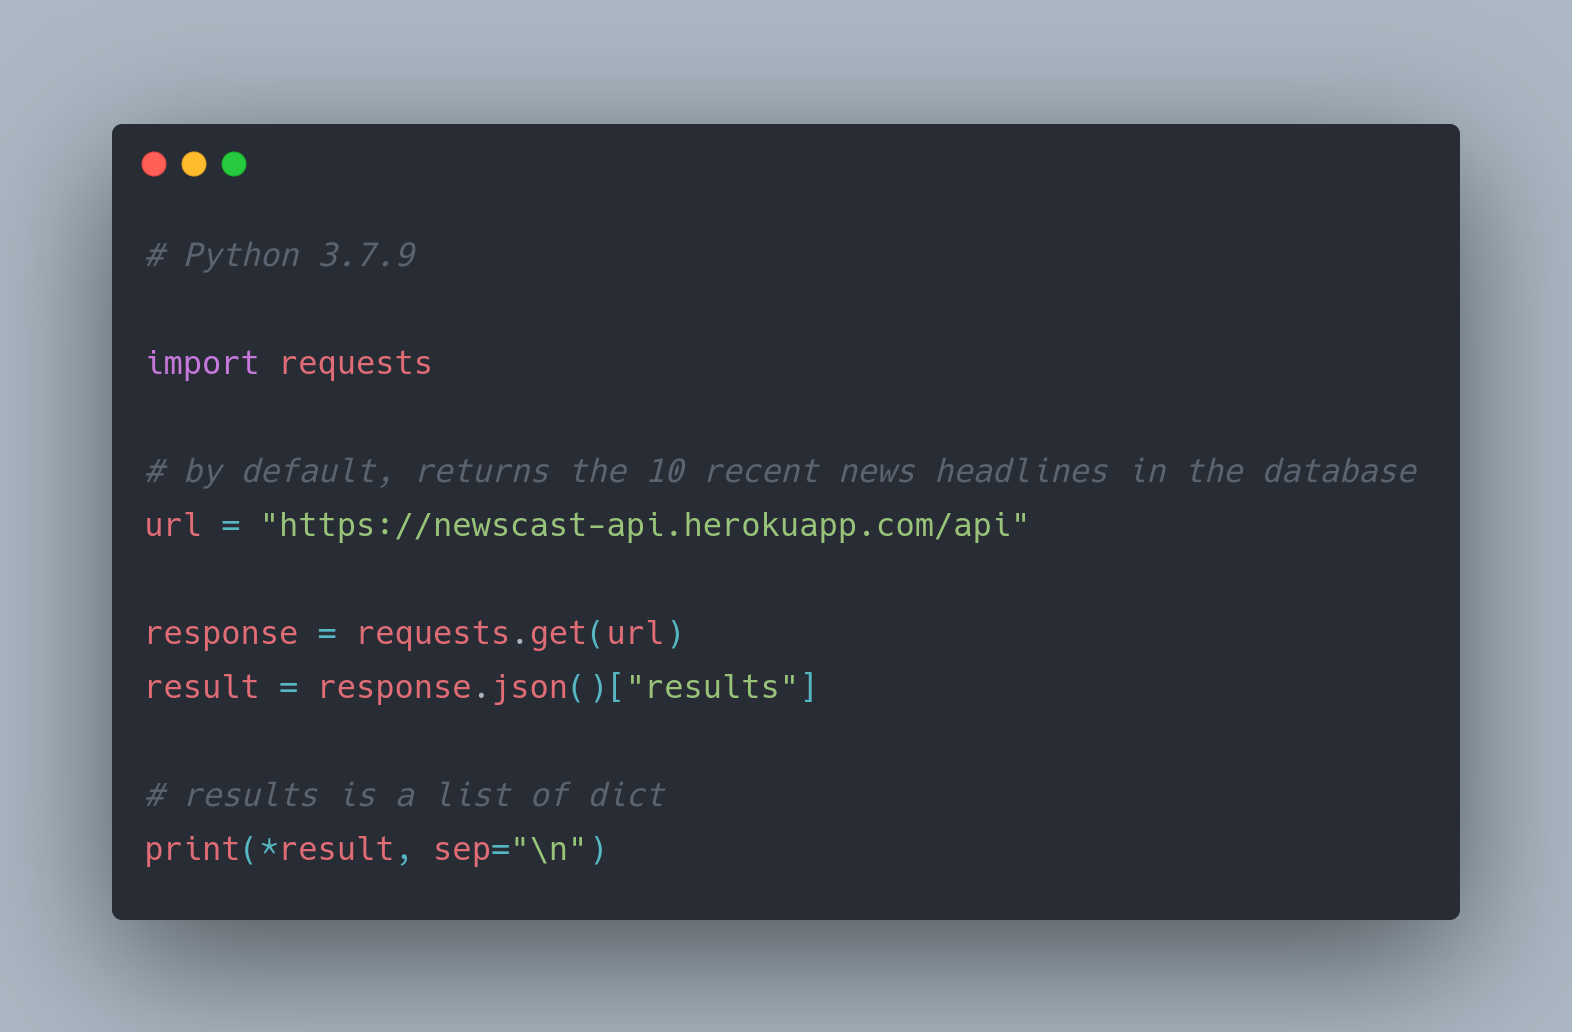 # Python 3.7.9
import requests
# by default, returns the 10 recent news headlines in the database
url = "https://newscast-api.herokuapp.com/api"
response = requests.get(url)
result = response.json()["results"]
# results is a list of dict
print(*result, sep="\n")